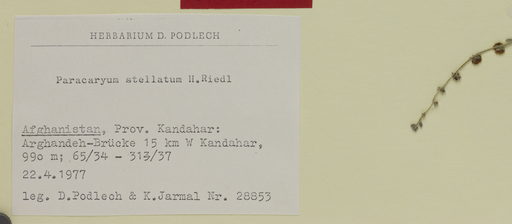 HERBARIUM D. PODLECH
Paracaryum stellatum H.Riedl
Afghanistan, Prov. Kandahar:
Arghandeh-Brücke 15 km W Kandahar,
990 m; 65/34 - 313/37
22.4.1977
leg. D.Podlech & K.Jarmal Nr. 28853